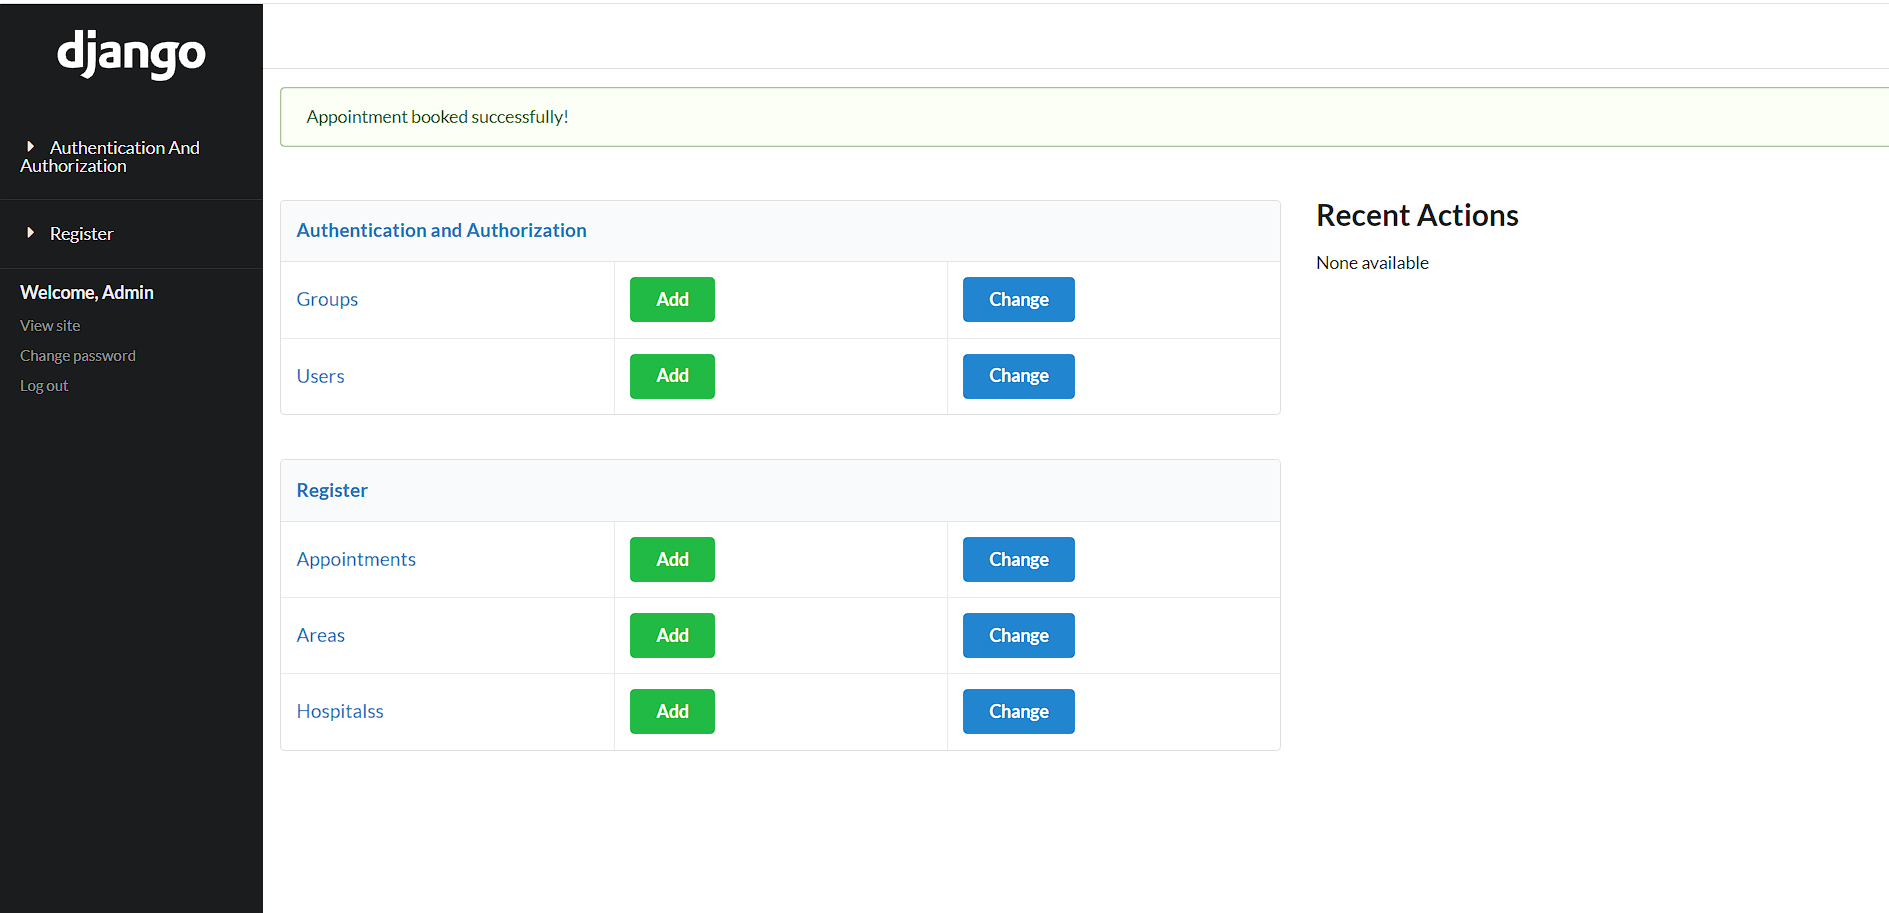 django
Authentication And
Authorization
Register
Welcome, Admin
View site
Change password
Log out
Appointment booked successfully!
Authentication and Authorization
Groups Add Change
Users Add Change
Register
Appointments Add Change
Areas Add Change
Hospitalss Add Change
Recent Actions
None available